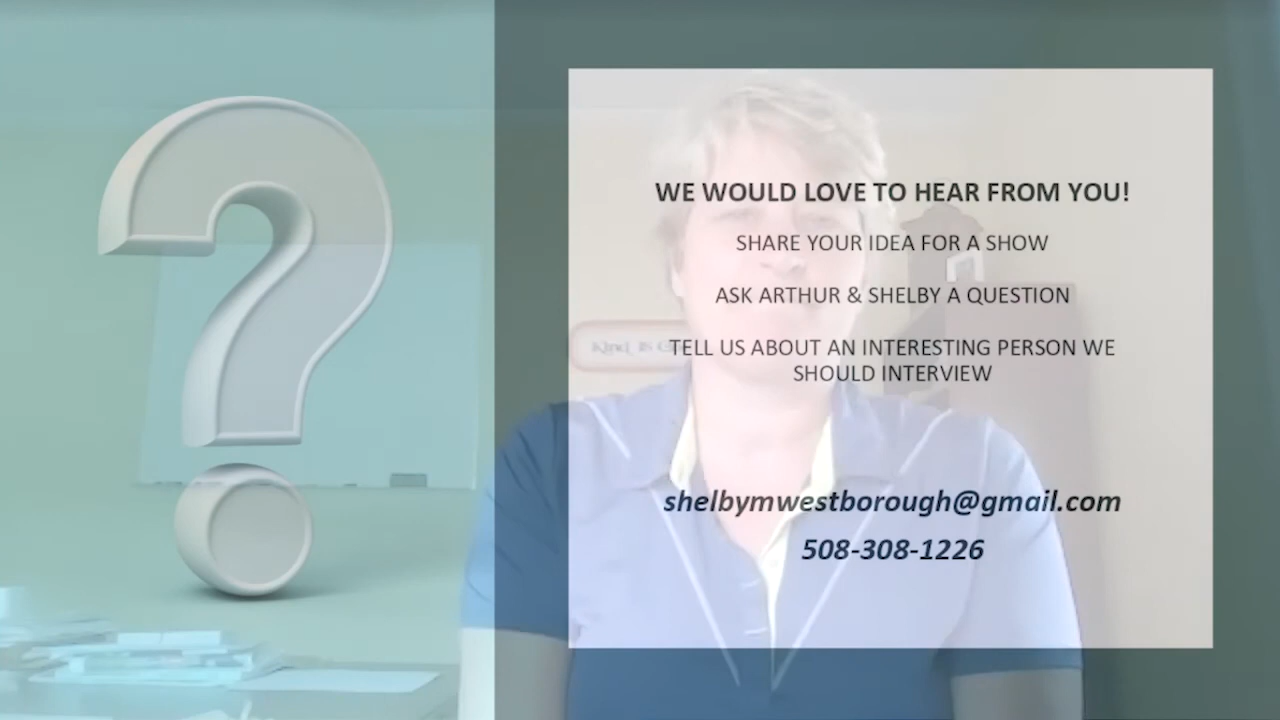 WE WOULD LOVE TO HEAR FROM YOU!
SHARE YOUR IDEA FOR A SHOW
ASK ARTHUR & SHELBY A QUESTION
TELL US ABOUT AN INTERESTING PERSON WE
SHOULD INTERVIEW
shelbymwestborough@gmail.com
508-308-1226